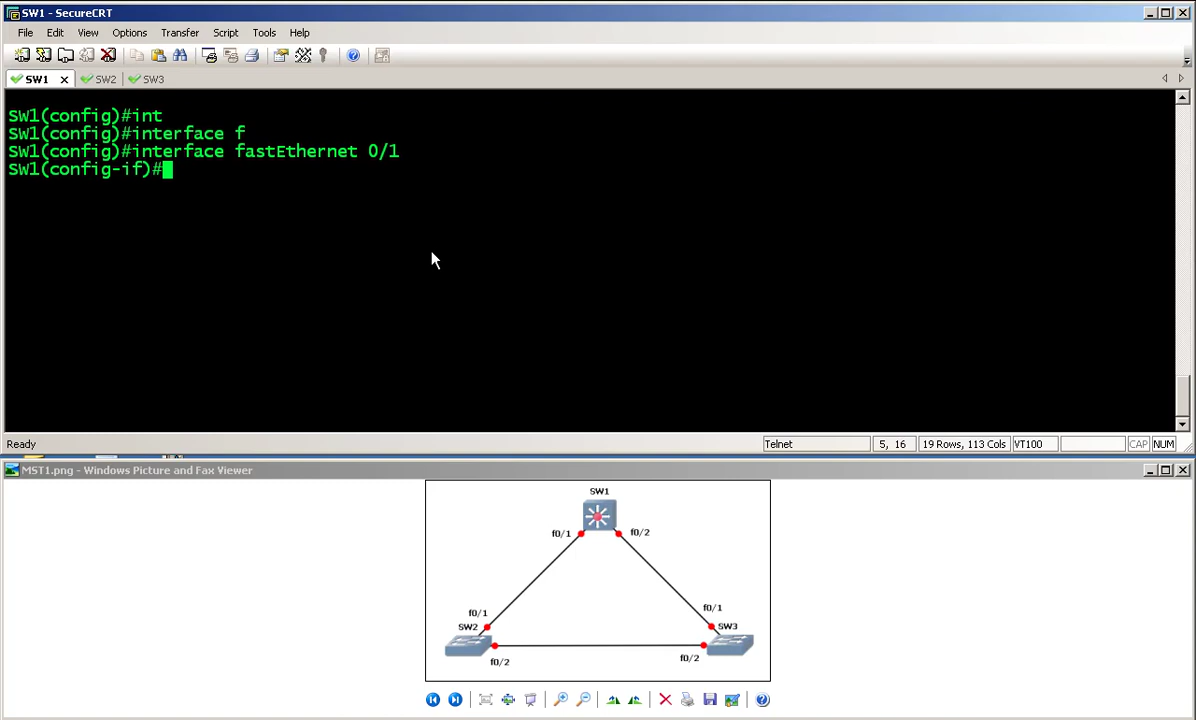 SW1 - SecureCRT
File Edit View Options Transfer Script Tools Help
SW1 SW2 SW3
SW1(config)#int
SW1(config)#interface f
SW1(config)#interface fastEthernet 0/1
SW1(config-if)#
Ready Telnet 5, 16 19 Rows, 113 Cols VT100 CAP NUM
MST1.png - Windows Picture and Fax Viewer
SW1
f0/1 f0/2
f0/1 f0/1
SW2 SW3
f0/2 f0/2